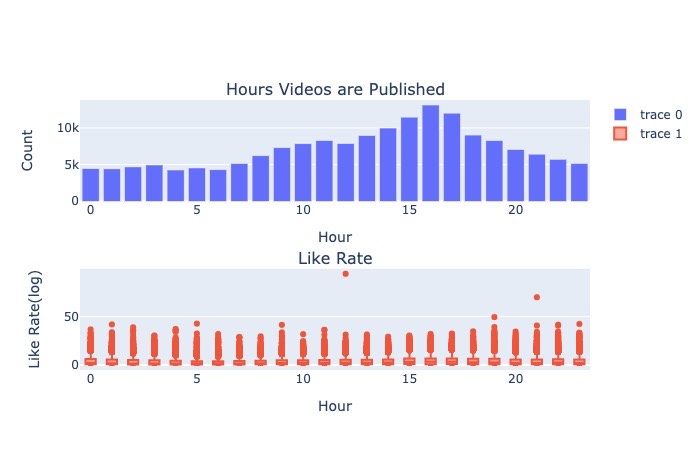 Hours Videos are Published
Count
10k
5k
0
0 5 10 15 20
Hour
trace 0
trace 1
Like Rate
Like Rate(log)
50
0
0 5 10 15 20
Hour